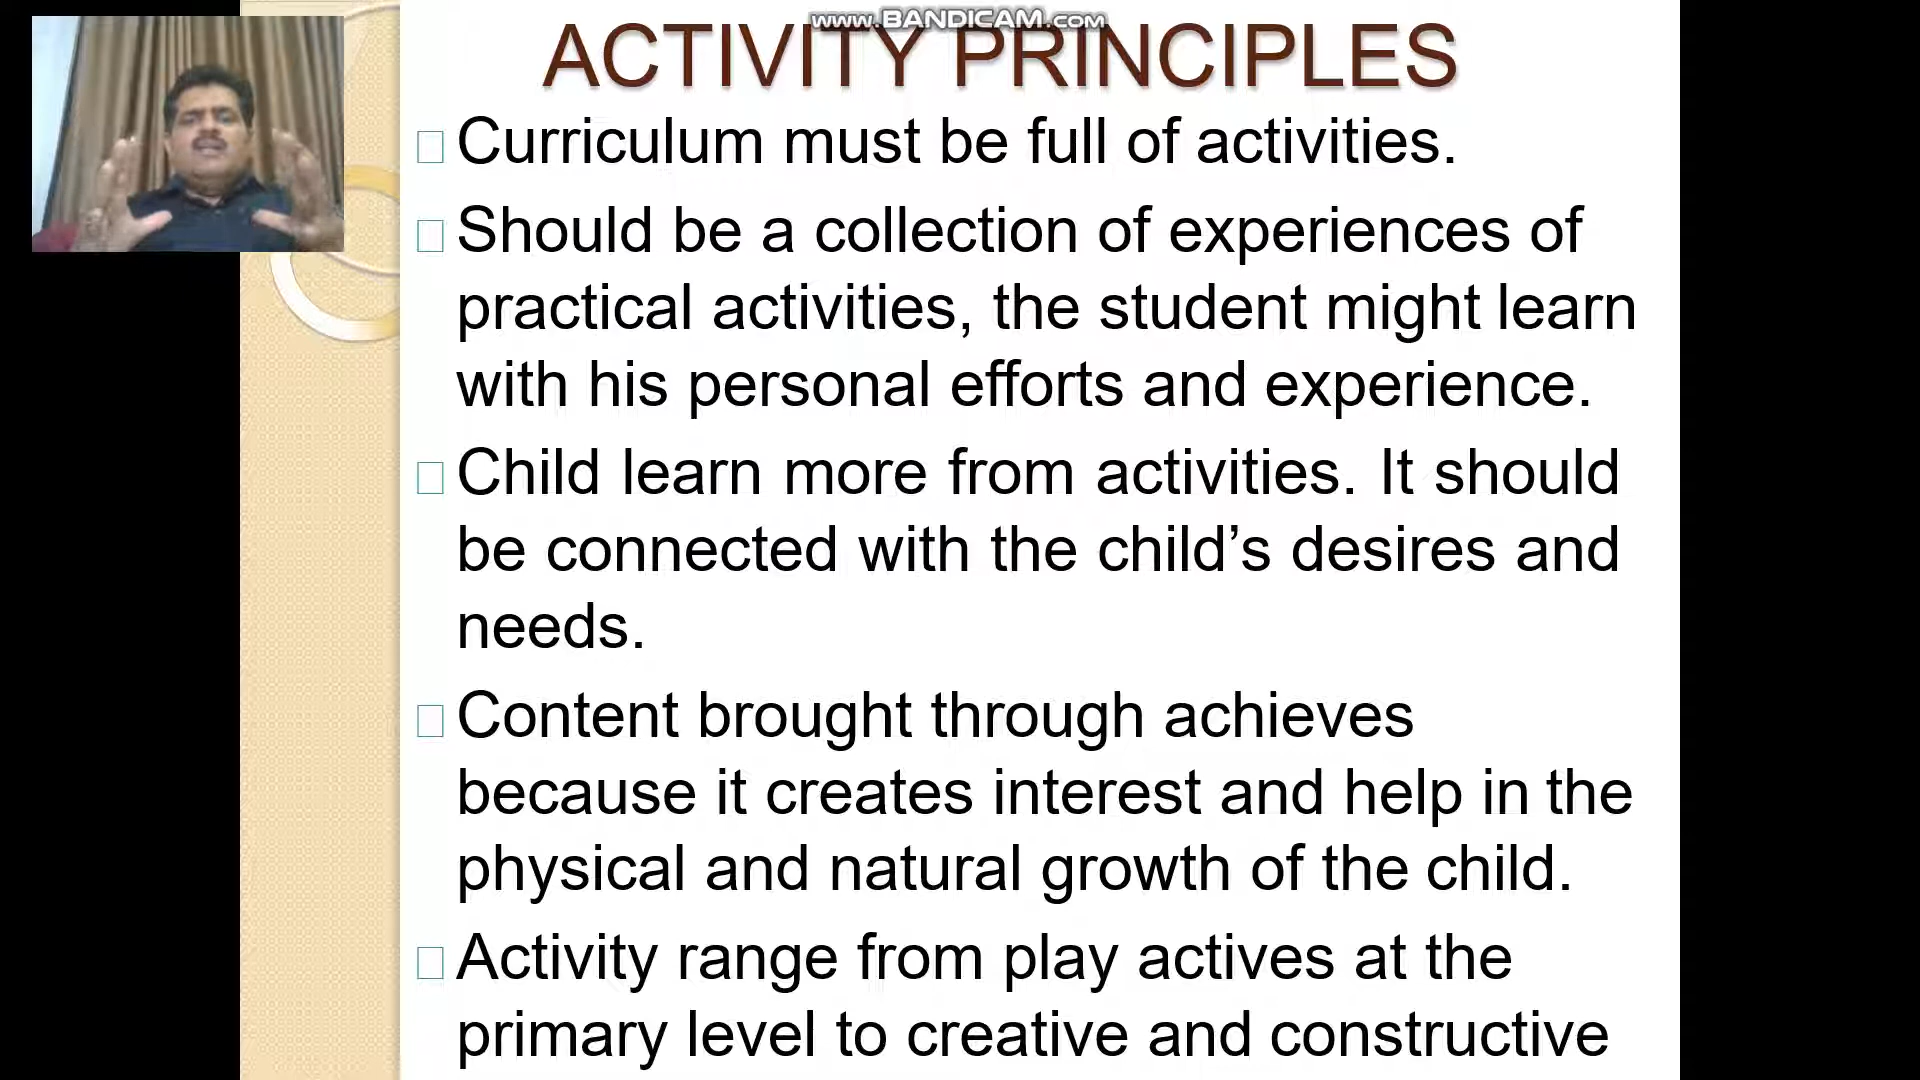 www.BANDICAM.com
ACTIVITY PRINCIPLES
Curriculum must be full of activities.
Should be a collection of experiences of
practical activities, the student might learn
with his personal efforts and experience.
Child learn more from activities. It should
be connected with the child’s desires and
needs.
Content brought through achieves
because it creates interest and help in the
physical and natural growth of the child.
Activity range from play actives at the
primary level to creative and constructive